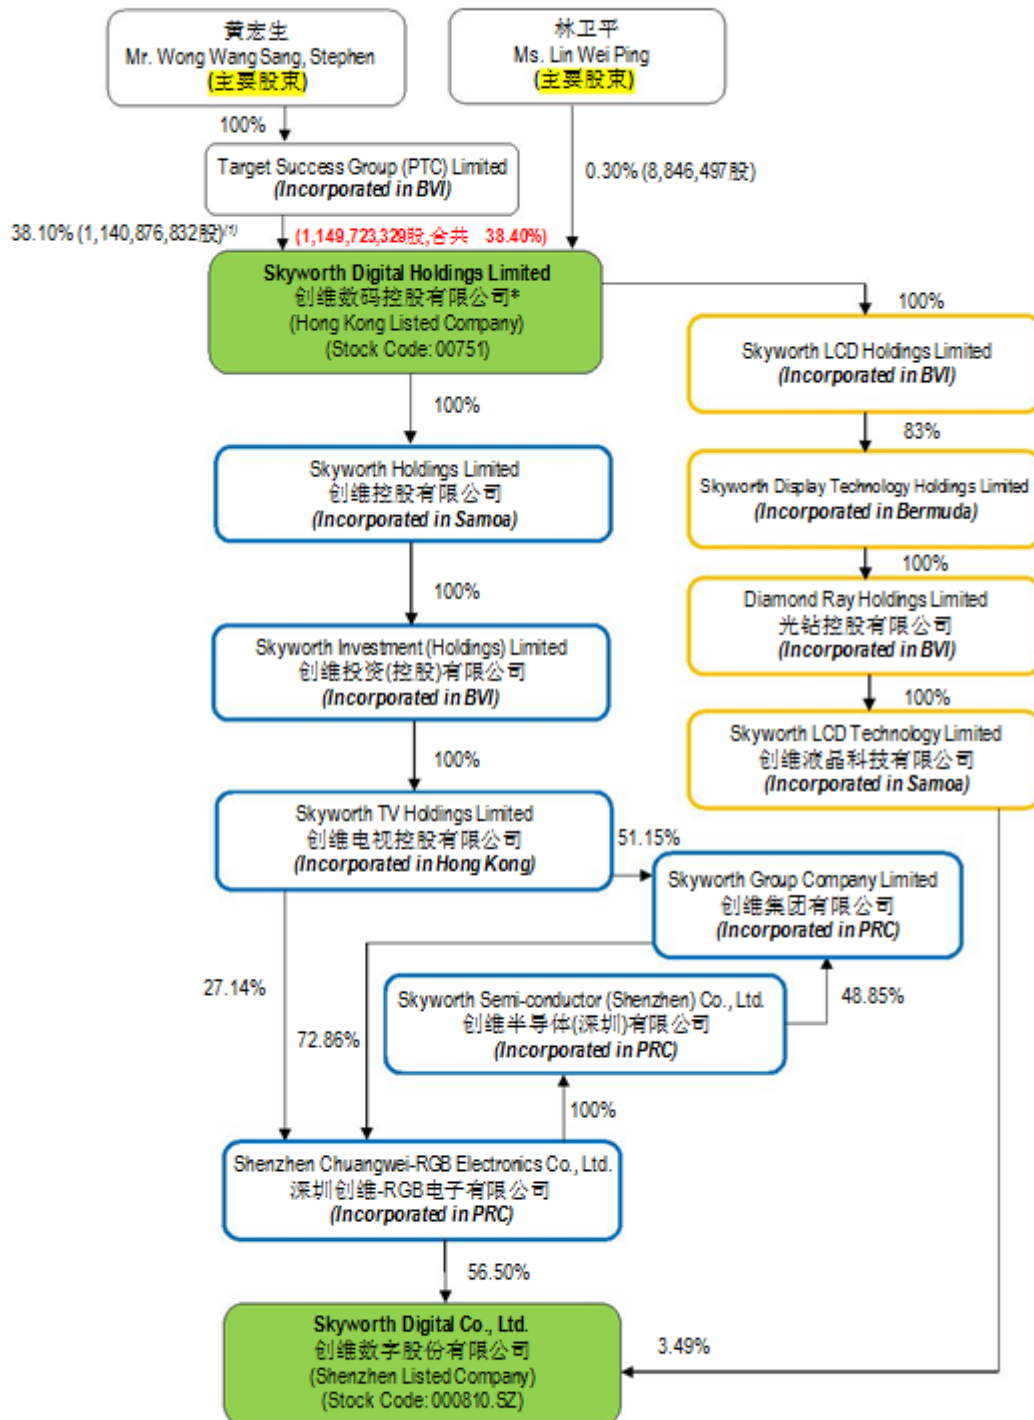 黄宏生
Mr. Wong Wang Sang, Stephen
(主要股东)
林卫平
Ms. Lin Wei Ping
(主要股东)
100%
Target Success Group (PTC) Limited
(Incorporated in BVI)
0.30% (8,846,497股)
38.10% (1,140,876,832股)(1)
(1,149,723,329股,合共 38.40%)
Skyworth Digital Holdings Limited
创维数码控股有限公司*
(Hong Kong Listed Company)
(Stock Code: 00751)
100%
Skyworth LCD Holdings Limited
(Incorporated in BVI)
100%
83%
Skyworth Holdings Limited
创维控股有限公司
(Incorporated in Samoa)
Skyworth Display Technology Holdings Limited
(Incorporated in Bermuda)
100%
100%
Diamond Ray Holdings Limited
光钻控股有限公司
(Incorporated in BVI)
Skyworth Investment (Holdings) Limited
创维投资(控股)有限公司
(Incorporated in BVI)
100%
Skyworth LCD Technology Limited
创维液晶科技有限公司
(Incorporated in Samoa)
100%
Skyworth TV Holdings Limited
创维电视控股有限公司
(Incorporated in Hong Kong)
51.15%
Skyworth Group Company Limited
创维集团有限公司
(Incorporated in PRC)
27.14%
72.86%
Skyworth Semi-conductor (Shenzhen) Co., Ltd.
创维半导体(深圳)有限公司
(Incorporated in PRC)
48.85%
100%
Shenzhen Chuangwei-RGB Electronics Co., Ltd.
深圳创维-RGB电子有限公司
(Incorporated in PRC)
56.50%
Skyworth Digital Co., Ltd.
创维数字股份有限公司
(Shenzhen Listed Company)
(Stock Code: 000810.SZ)
3.49%